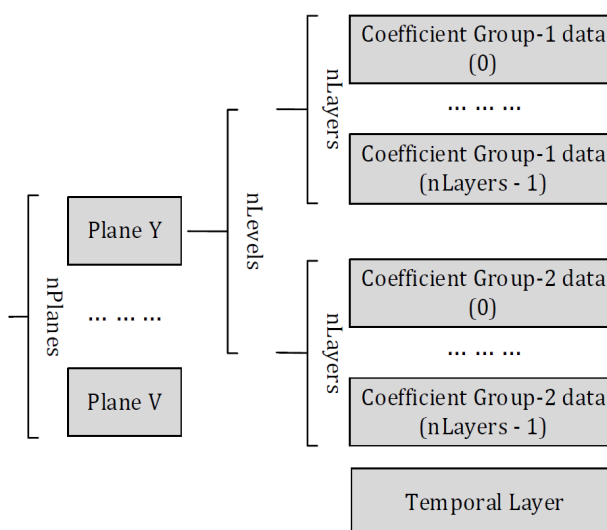 nPlanes
Plane Y
... ... ...
Plane V
nLevels
nLayers
Coefficient Group-1 data
(0)
... ... ...
Coefficient Group-1 data
(nLayers - 1)
nLayers
Coefficient Group-2 data
(0)
... ... ...
Coefficient Group-2 data
(nLayers - 1)
Temporal Layer